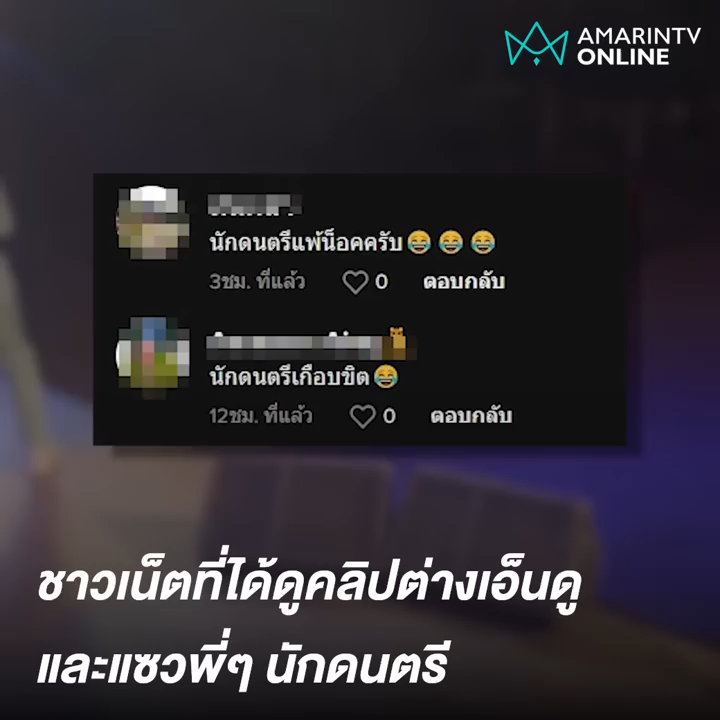 AMARINTV
ONLINE
นักดนตรีแพ้น็อคครับ😂😂😂
3ชม. ที่แล้ว 0 ตอบกลับ
นักดนตรีเกือบขิต😂
12ชม. ที่แล้ว 0 ตอบกลับ
ชาวเน็ตที่ได้ดูคลิปต่างเอ็นดู
และแซวพี่ๆ นักดนตรี